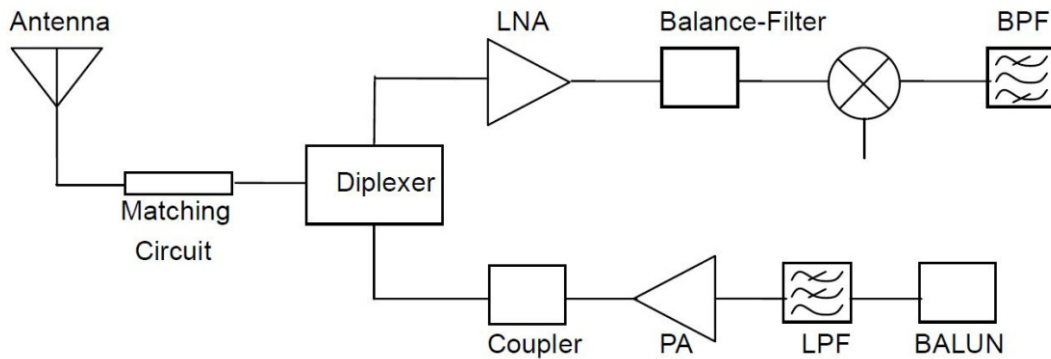 Antenna
LNA
Balance-Filter
BPF
Diplexer
Matching
Circuit
Coupler
PA
LPF
BALUN